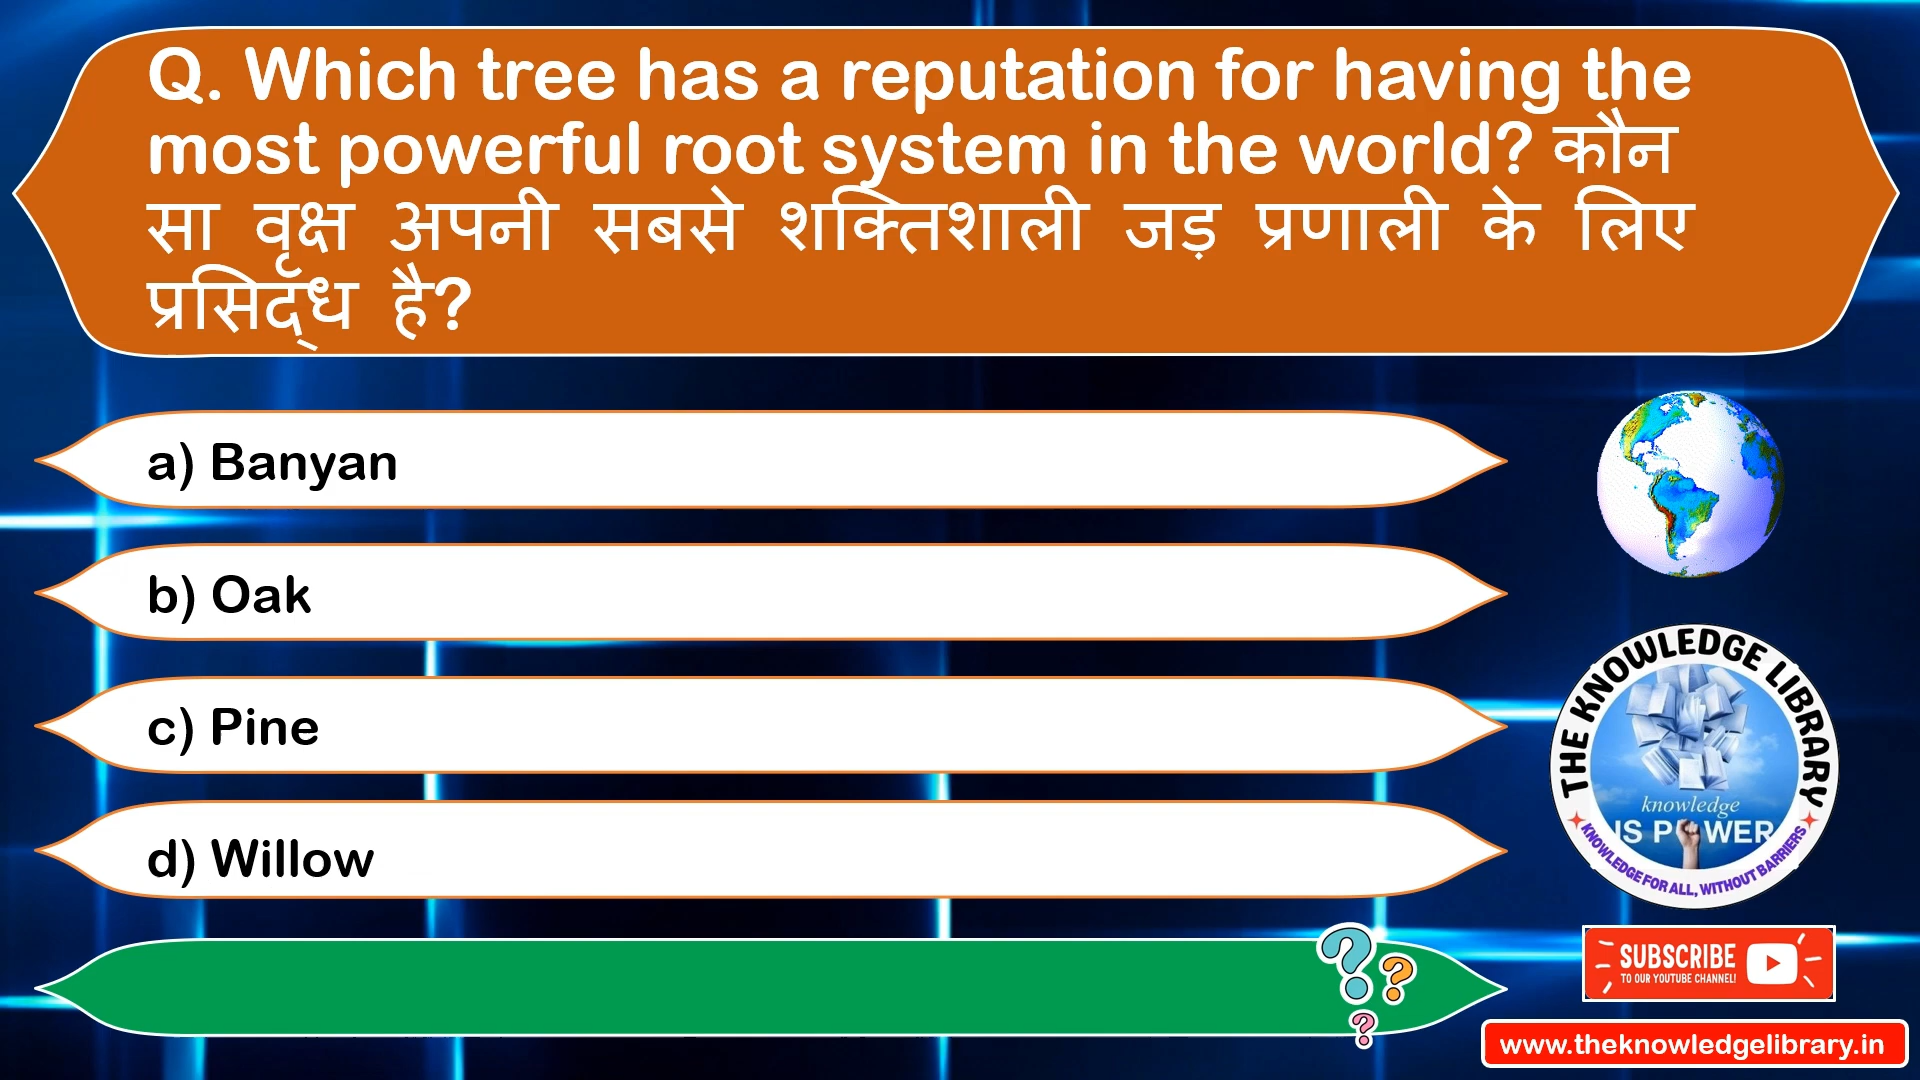 Q. Which tree has a reputation for having the
most powerful root system in the world? कौन
सा वृक्ष अपनी सबसे शक्तिशाली जड़ प्रणाली के लिए
प्रसिद्ध है?
a) Banyan
b) Oak
c) Pine
d) Willow
? ? ?
THE KNOWLEDGE LIBRARY
knowledge
IS POWER
KNOWLEDGE FOR ALL, WITHOUT BARRIERS
SUBSCRIBE
TO OUR YOUTUBE CHANNEL!
www.theknowledgelibrary.in